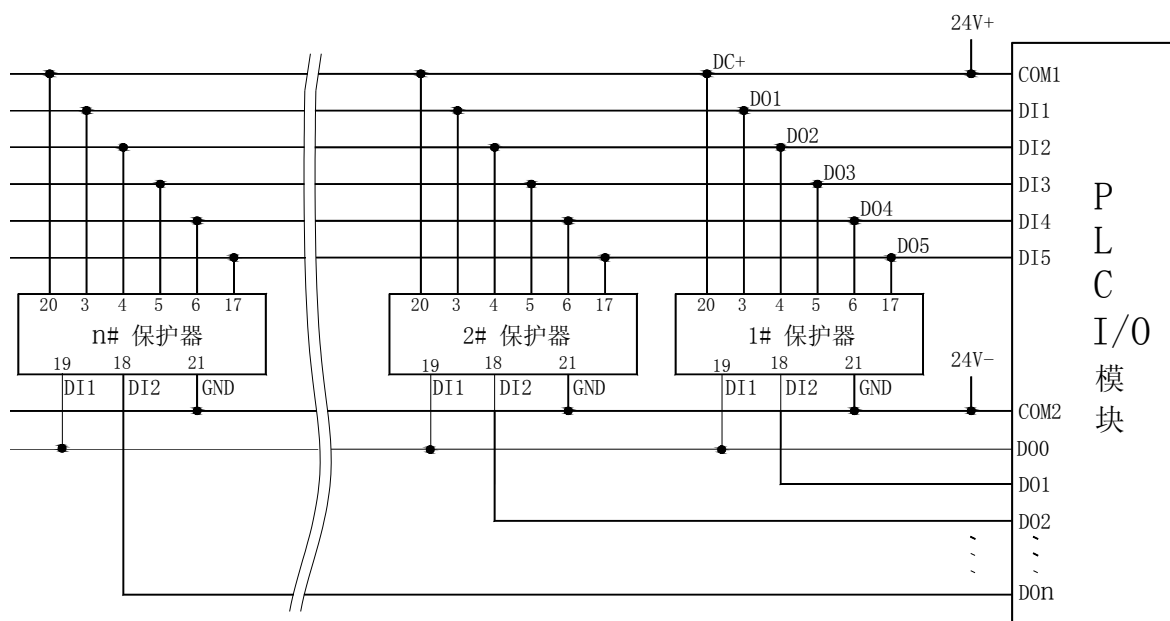 24V+
DC+
COM1
DO1
DI1
DO2
DI2
DO3
DI3
DO4
DI4
DO5
DI5
20 3 4 5 6 17
n# 保护器
19 18 21
DI1 DI2 GND
20 3 4 5 6 17
2# 保护器
19 18 21
DI1 DI2 GND
20 3 4 5 6 17
1# 保护器
19 18 21
DI1 DI2 GND
24V-
COM2
DO0
DO1
DO2
DOn
P
L
C
I/O
模
块